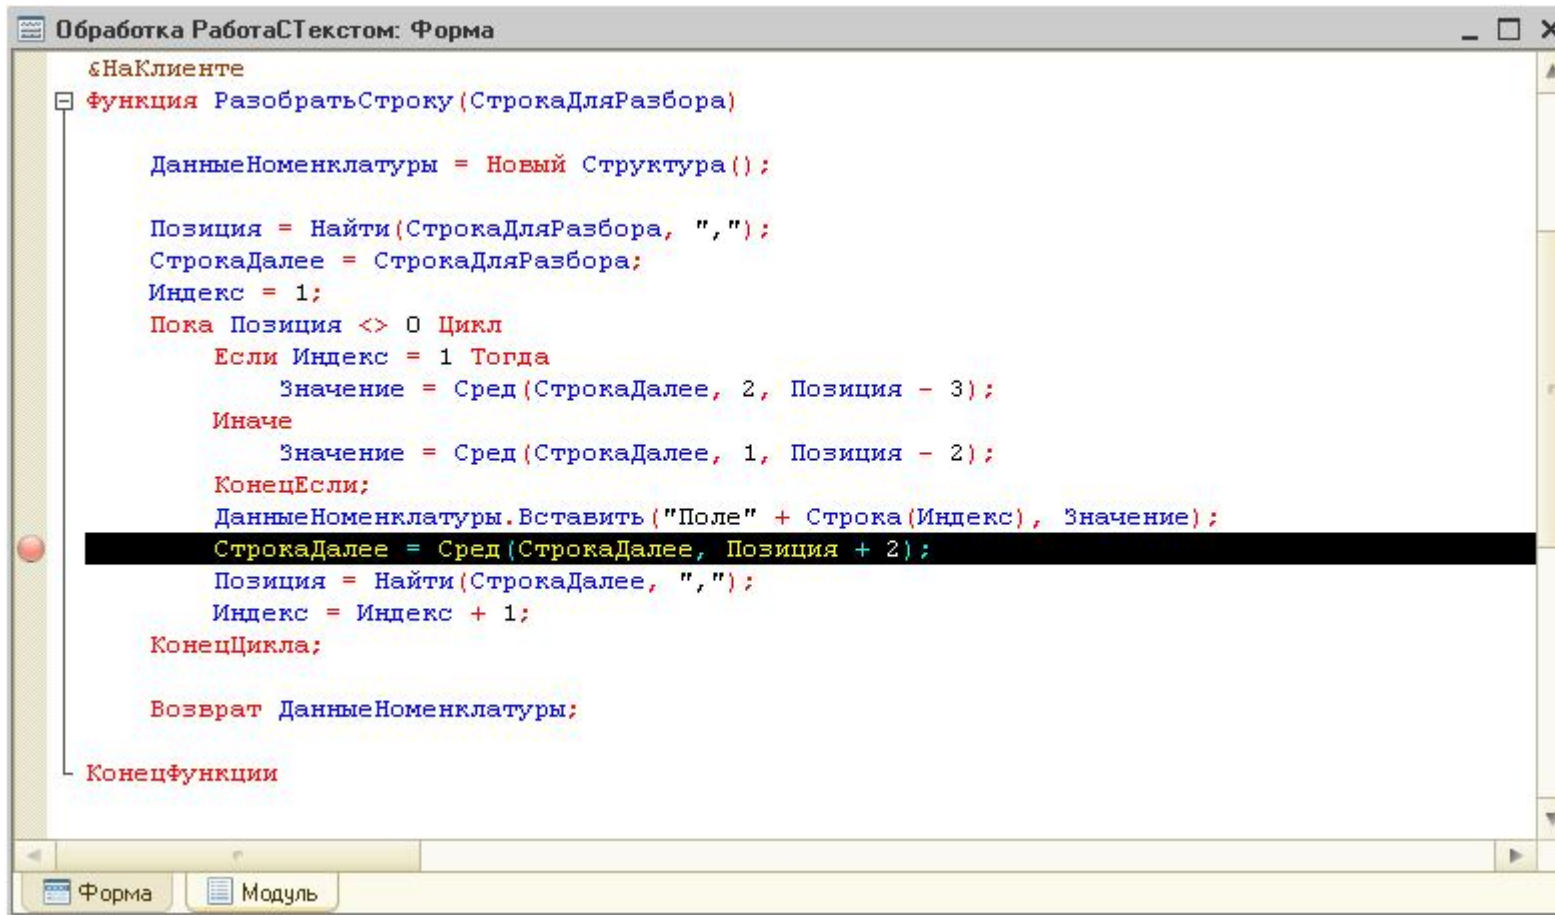 Обработка РаботаСТекстом: Форма
&НаКлиенте
Функция РазобратьСтроку(СтрокаДляРазбора)
ДанныеНоменклатуры = Новый Структура();
Позиция = Найти(СтрокаДляРазбора, ",");
СтрокаДалее = СтрокаДляРазбора;
Индекс = 1;
Пока Позиция <> 0 Цикл
Если Индекс = 1 Тогда
Значение = Сред(СтрокаДалее, 2, Позиция - 3);
Иначе
Значение = Сред(СтрокаДалее, 1, Позиция - 2);
КонецЕсли;
ДанныеНоменклатуры.Вставить("Поле" + Строка(Индекс), Значение);
СтрокаДалее = Сред(СтрокаДалее, Позиция + 2);
Позиция = Найти(СтрокаДалее, ",");
Индекс = Индекс + 1;
КонецЦикла;
Возврат ДанныеНоменклатуры;
КонецФункции
Форма Модуль